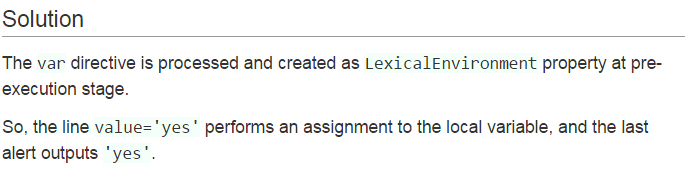 Solution
The var directive is processed and created as LexicalEnvironment property at pre-
execution stage.
So, the line value='yes' performs an assignment to the local variable, and the last
alert outputs 'yes'.